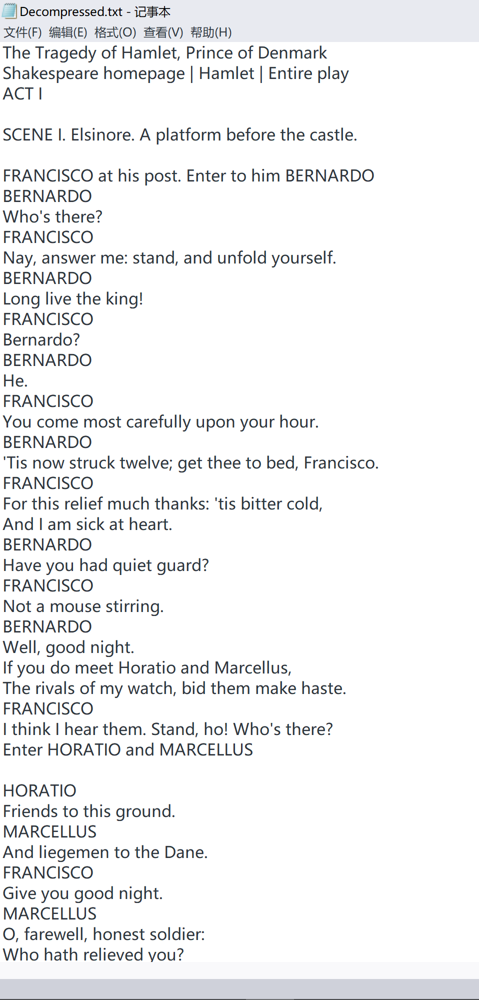 Decompressed.txt - 记事本
文件(F) 编辑(E) 格式(O) 查看(V) 帮助(H)
The Tragedy of Hamlet, Prince of Denmark
Shakespeare homepage | Hamlet | Entire play
ACT I
SCENE I. Elsinore. A platform before the castle.
FRANCISCO at his post. Enter to him BERNARDO
BERNARDO
Who's there?
FRANCISCO
Nay, answer me: stand, and unfold yourself.
BERNARDO
Long live the king!
FRANCISCO
Bernardo?
BERNARDO
He.
FRANCISCO
You come most carefully upon your hour.
BERNARDO
'Tis now struck twelve; get thee to bed, Francisco.
FRANCISCO
For this relief much thanks: 'tis bitter cold,
And I am sick at heart.
BERNARDO
Have you had quiet guard?
FRANCISCO
Not a mouse stirring.
BERNARDO
Well, good night.
If you do meet Horatio and Marcellus,
The rivals of my watch, bid them make haste.
FRANCISCO
I think I hear them. Stand, ho! Who's there?
Enter HORATIO and MARCELLUS
HORATIO
Friends to this ground.
MARCELLUS
And liegemen to the Dane.
FRANCISCO
Give you good night.
MARCELLUS
O, farewell, honest soldier:
Who hath relieved you?